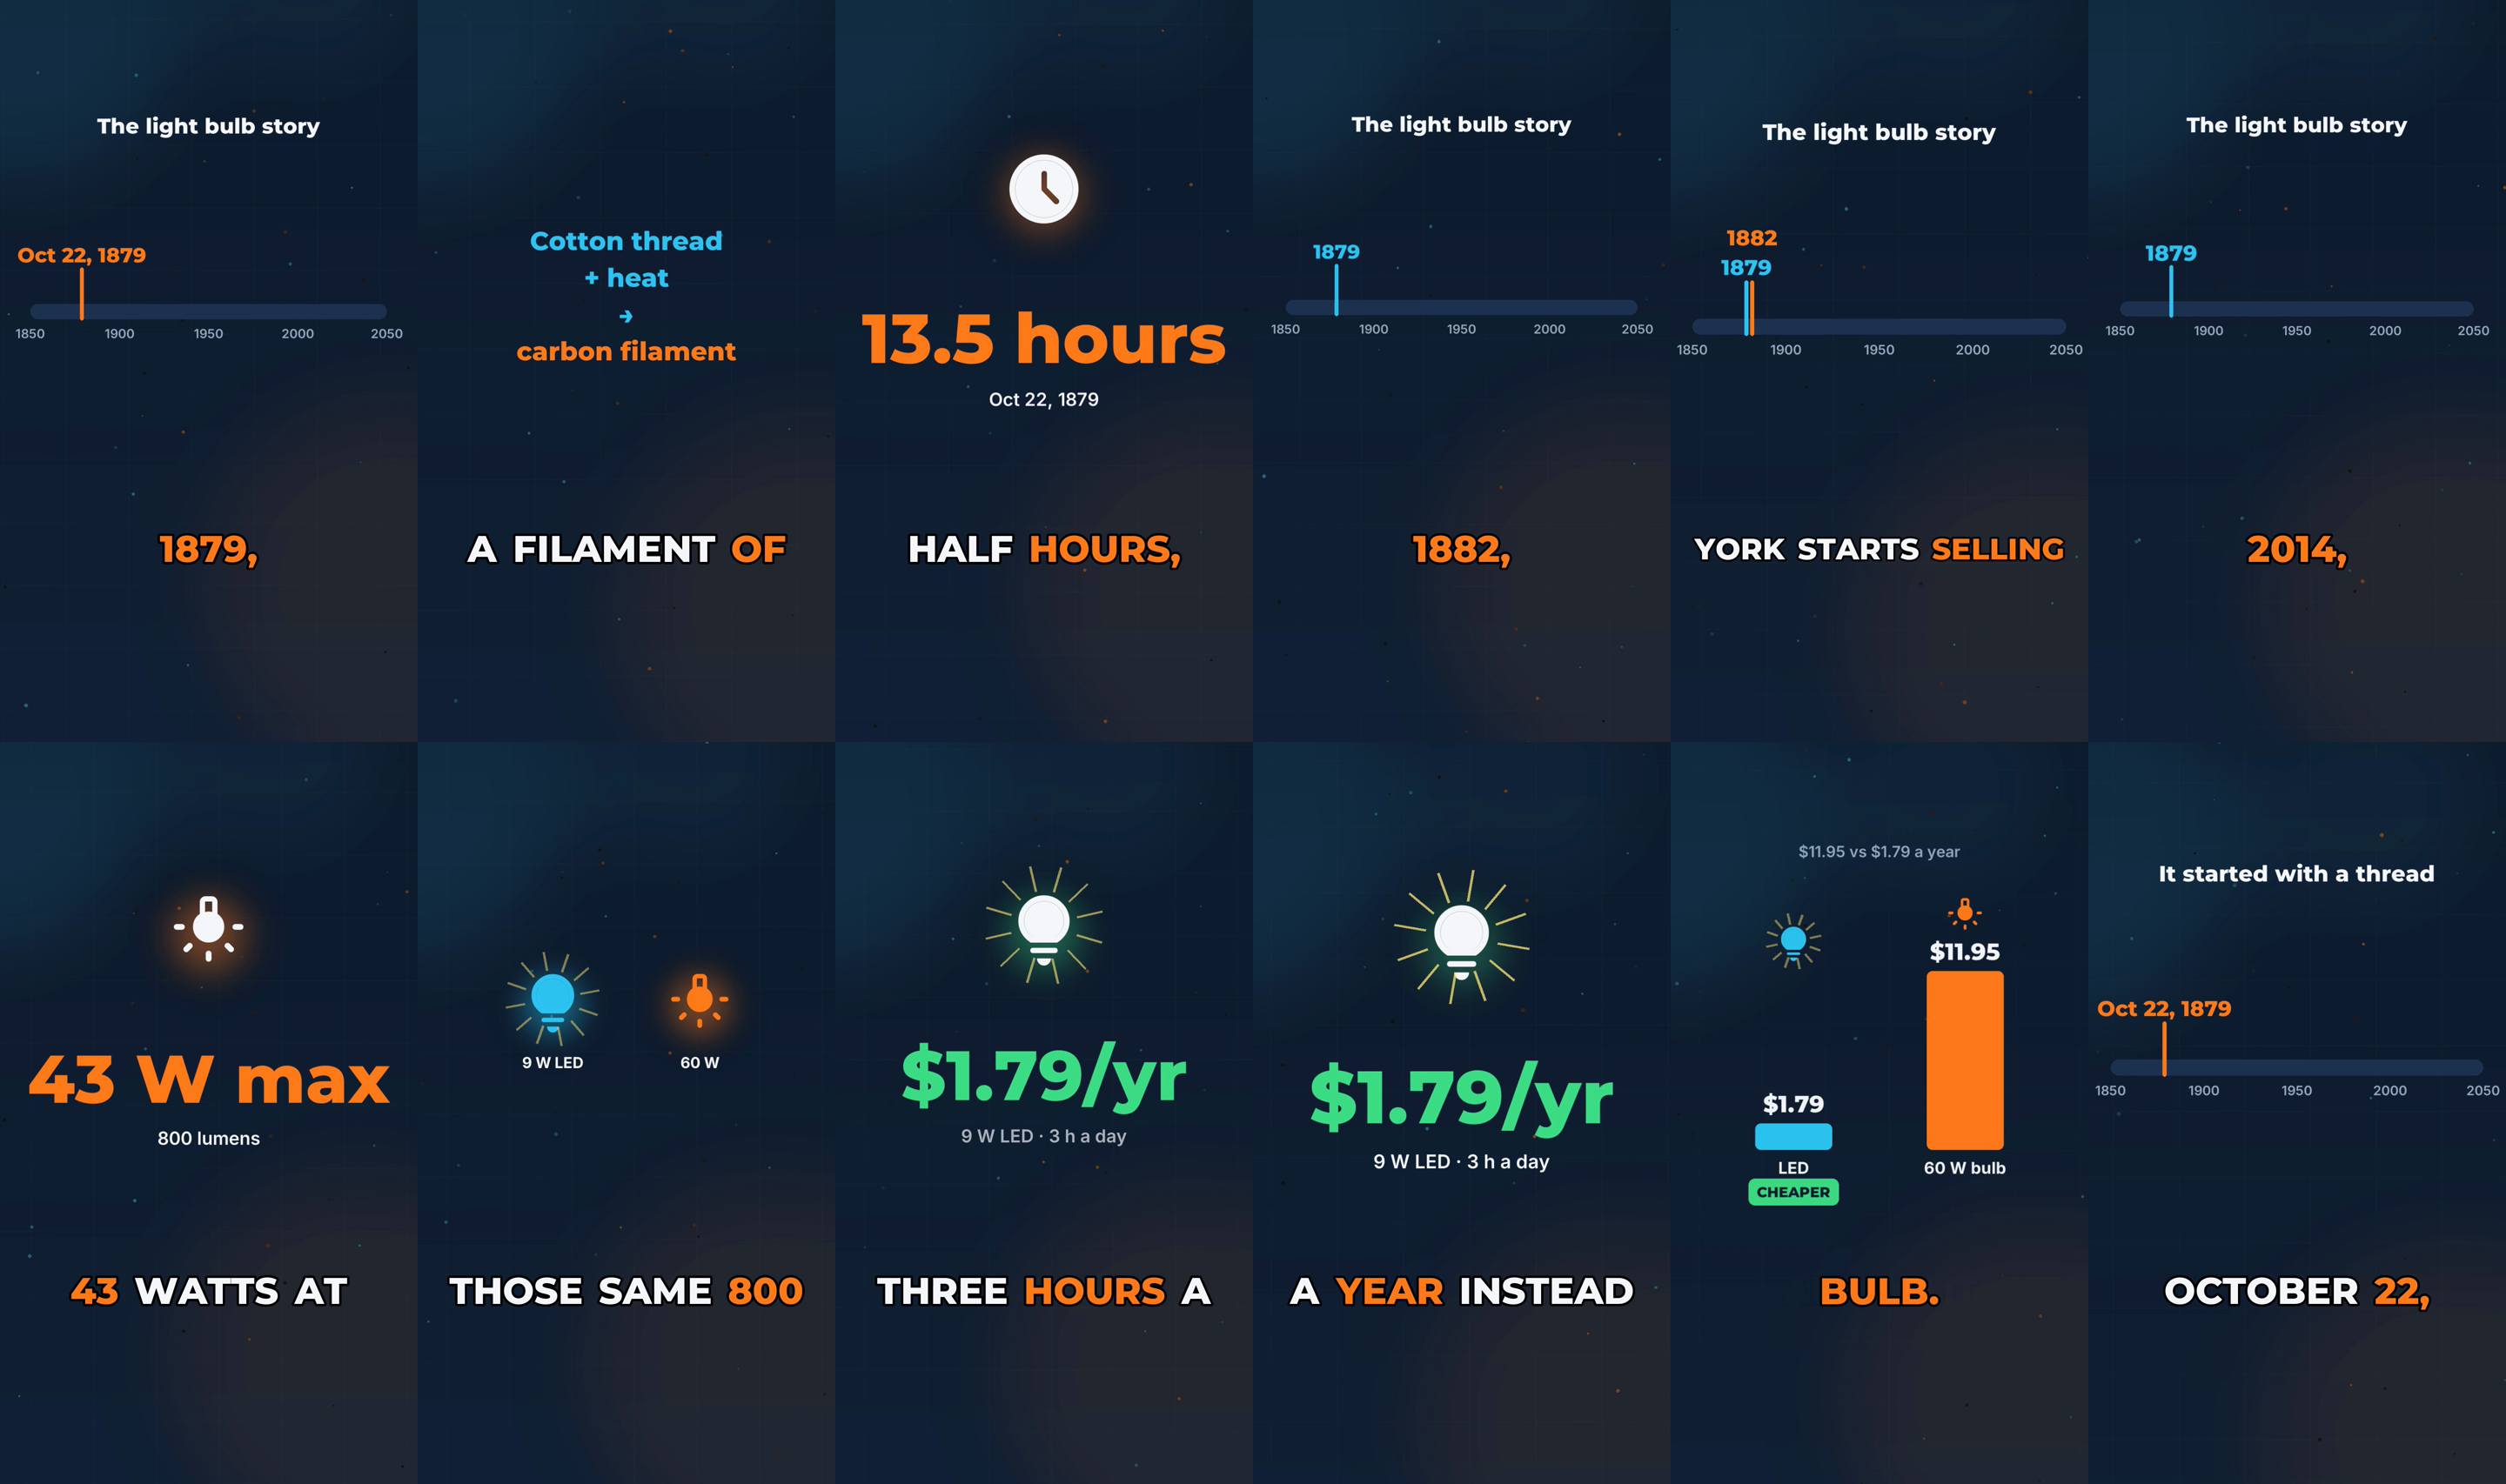 The light bulb story
Oct 22, 1879
1850 1900 1950 2000 2050
1879,
Cotton thread
+ heat
→
carbon filament
A FILAMENT OF
13.5 hours
Oct 22, 1879
HALF HOURS,
The light bulb story
1879
1850 1900 1950 2000 2050
1882,
The light bulb story
1882
1879
1850 1900 1950 2000 2050
YORK STARTS SELLING
The light bulb story
1879
1850 1900 1950 2000 2050
2014,
43 W max
800 lumens
43 WATTS AT
9 W LED 60 W
THOSE SAME 800
$1.79/yr
9 W LED · 3 h a day
THREE HOURS A
$1.79/yr
9 W LED · 3 h a day
A YEAR INSTEAD
$11.95 vs $1.79 a year
$11.95
$1.79
LED 60 W bulb
CHEAPER
BULB.
It started with a thread
Oct 22, 1879
1850 1900 1950 2000 2050
OCTOBER 22,